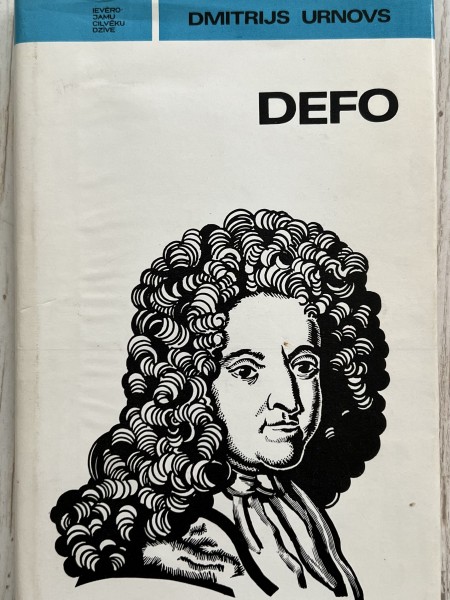 IEVĒRO-
JAMU
CILVĒKU
DZĪVE
DMITRIJS URNOVS
DEFO